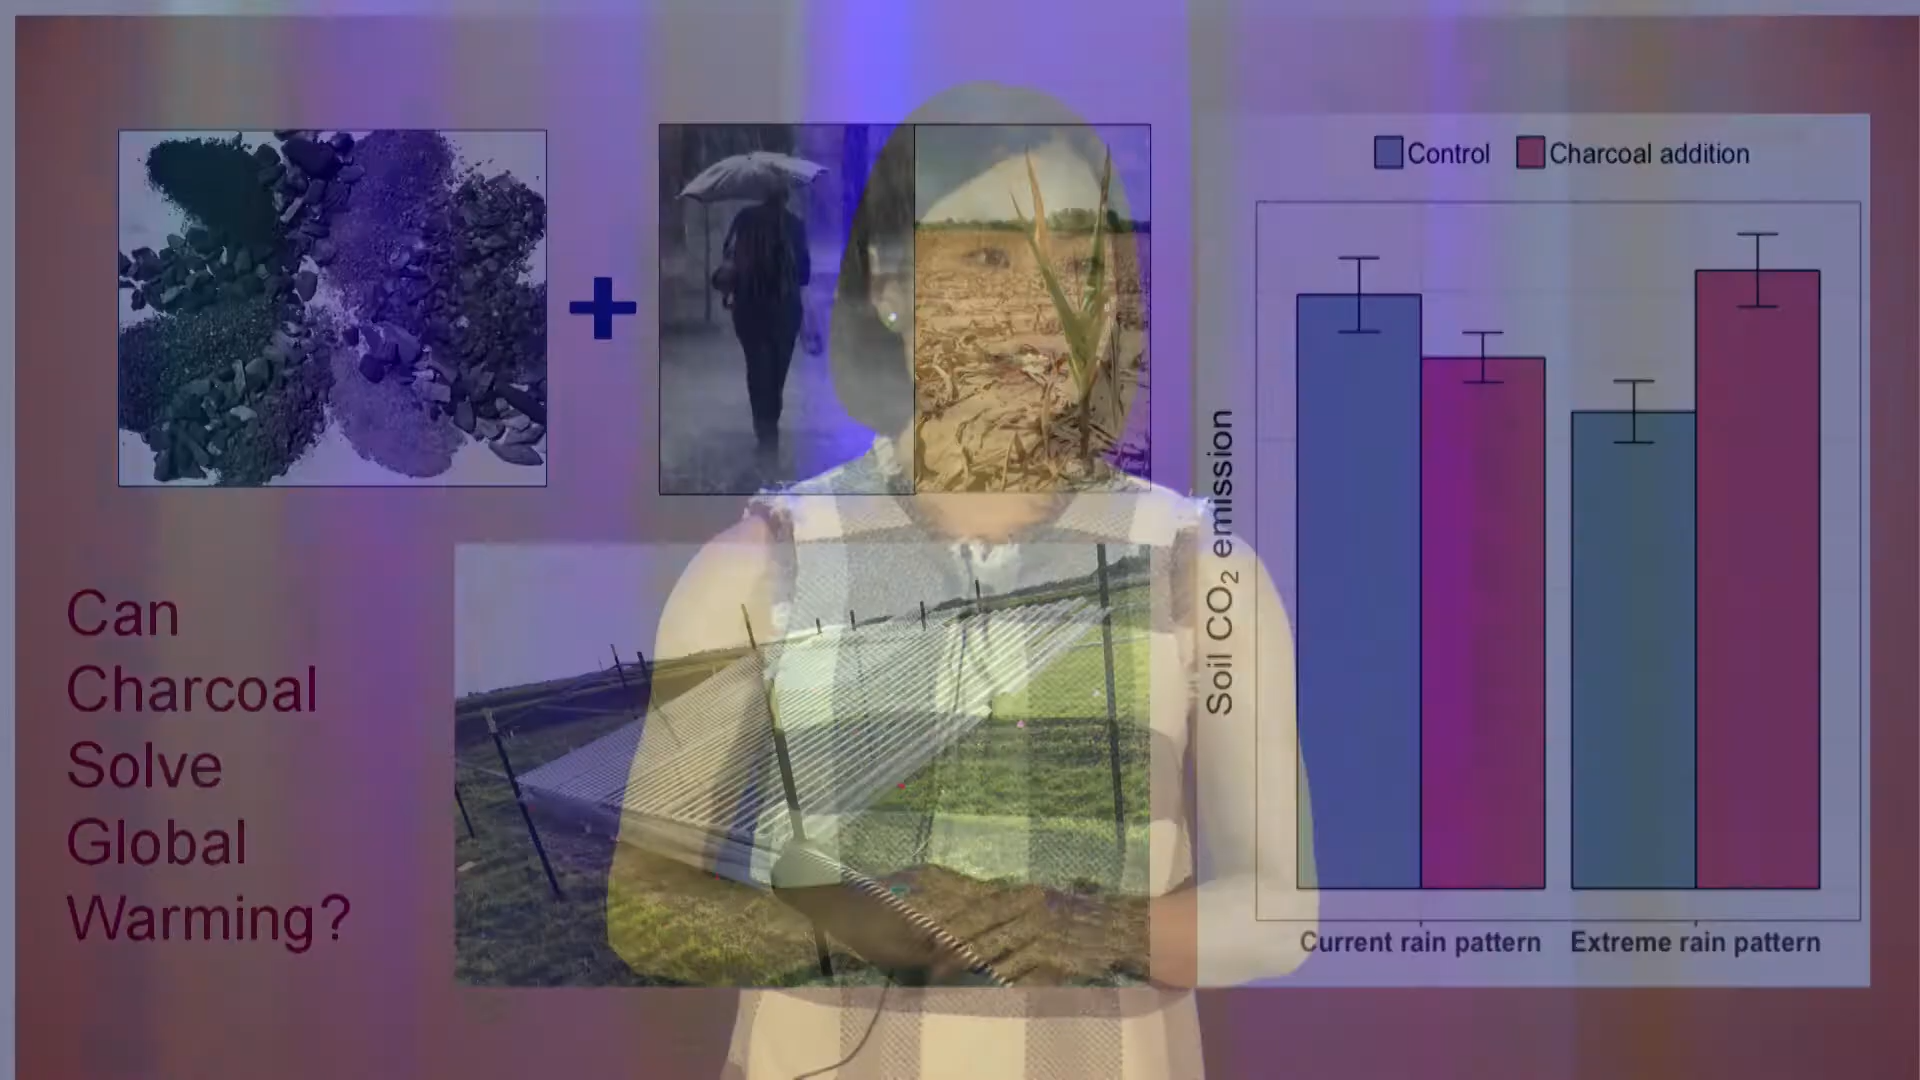 Can
Charcoal
Solve
Global
Warming?
Control
Charcoal addition
Soil CO₂ emission
Current rain pattern
Extreme rain pattern